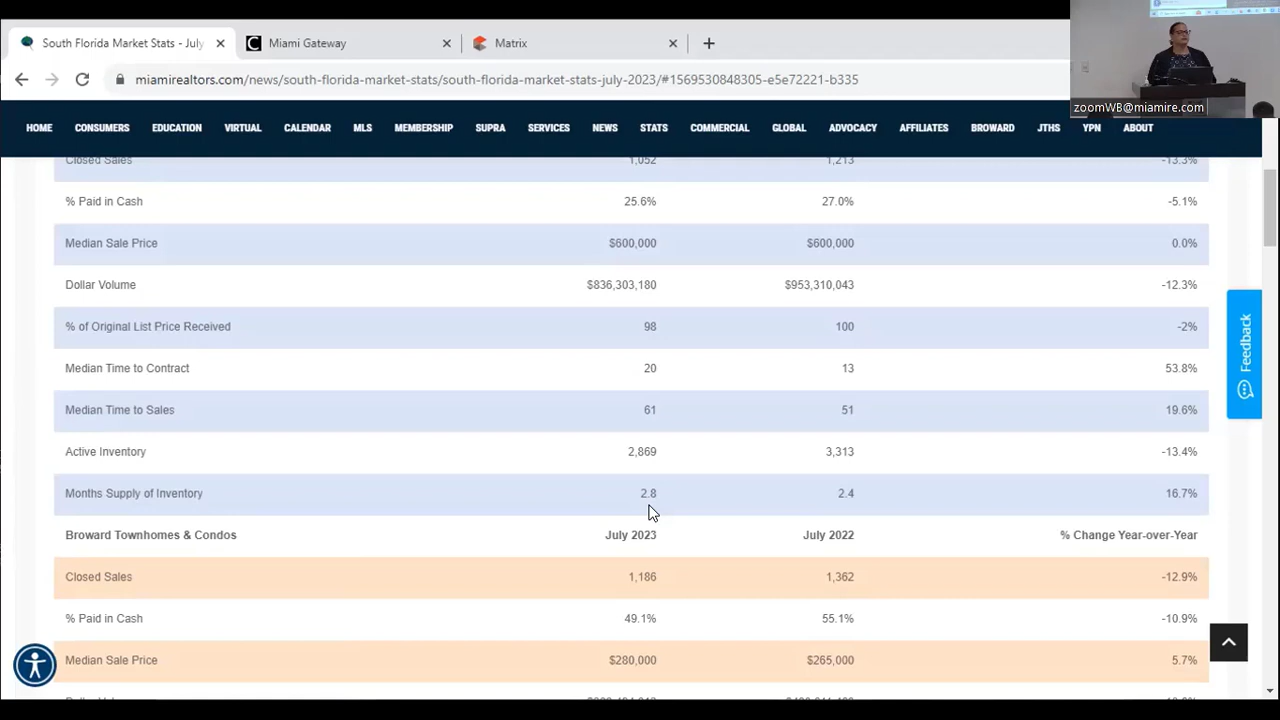 South Florida Market Stats - July
Miami Gateway
Matrix
miamirealtors.com/news/south-florida-market-stats/south-florida-market-stats-july-2023/#1569530848305-e5e72221-b335
zoomWB@miamire.com
HOME CONSUMERS EDUCATION VIRTUAL CALENDAR MLS MEMBERSHIP SUPRA SERVICES NEWS STATS COMMERCIAL GLOBAL ADVOCACY AFFILIATES BROWARD JTHS YPN ABOUT
Closed Sales 1,052 1,213 -13.3%
% Paid in Cash 25.6% 27.0% -5.1%
Median Sale Price $600,000 $600,000 0.0%
Dollar Volume $836,303,180 $953,310,043 -12.3%
% of Original List Price Received 98 100 -2%
Median Time to Contract 20 13 53.8%
Median Time to Sales 61 51 19.6%
Active Inventory 2,869 3,313 -13.4%
Months Supply of Inventory 2.8 2.4 16.7%
Broward Townhomes & Condos July 2023 July 2022 % Change Year-over-Year
Closed Sales 1,186 1,362 -12.9%
% Paid in Cash 49.1% 55.1% -10.9%
Median Sale Price $280,000 $265,000 5.7%
Feedback